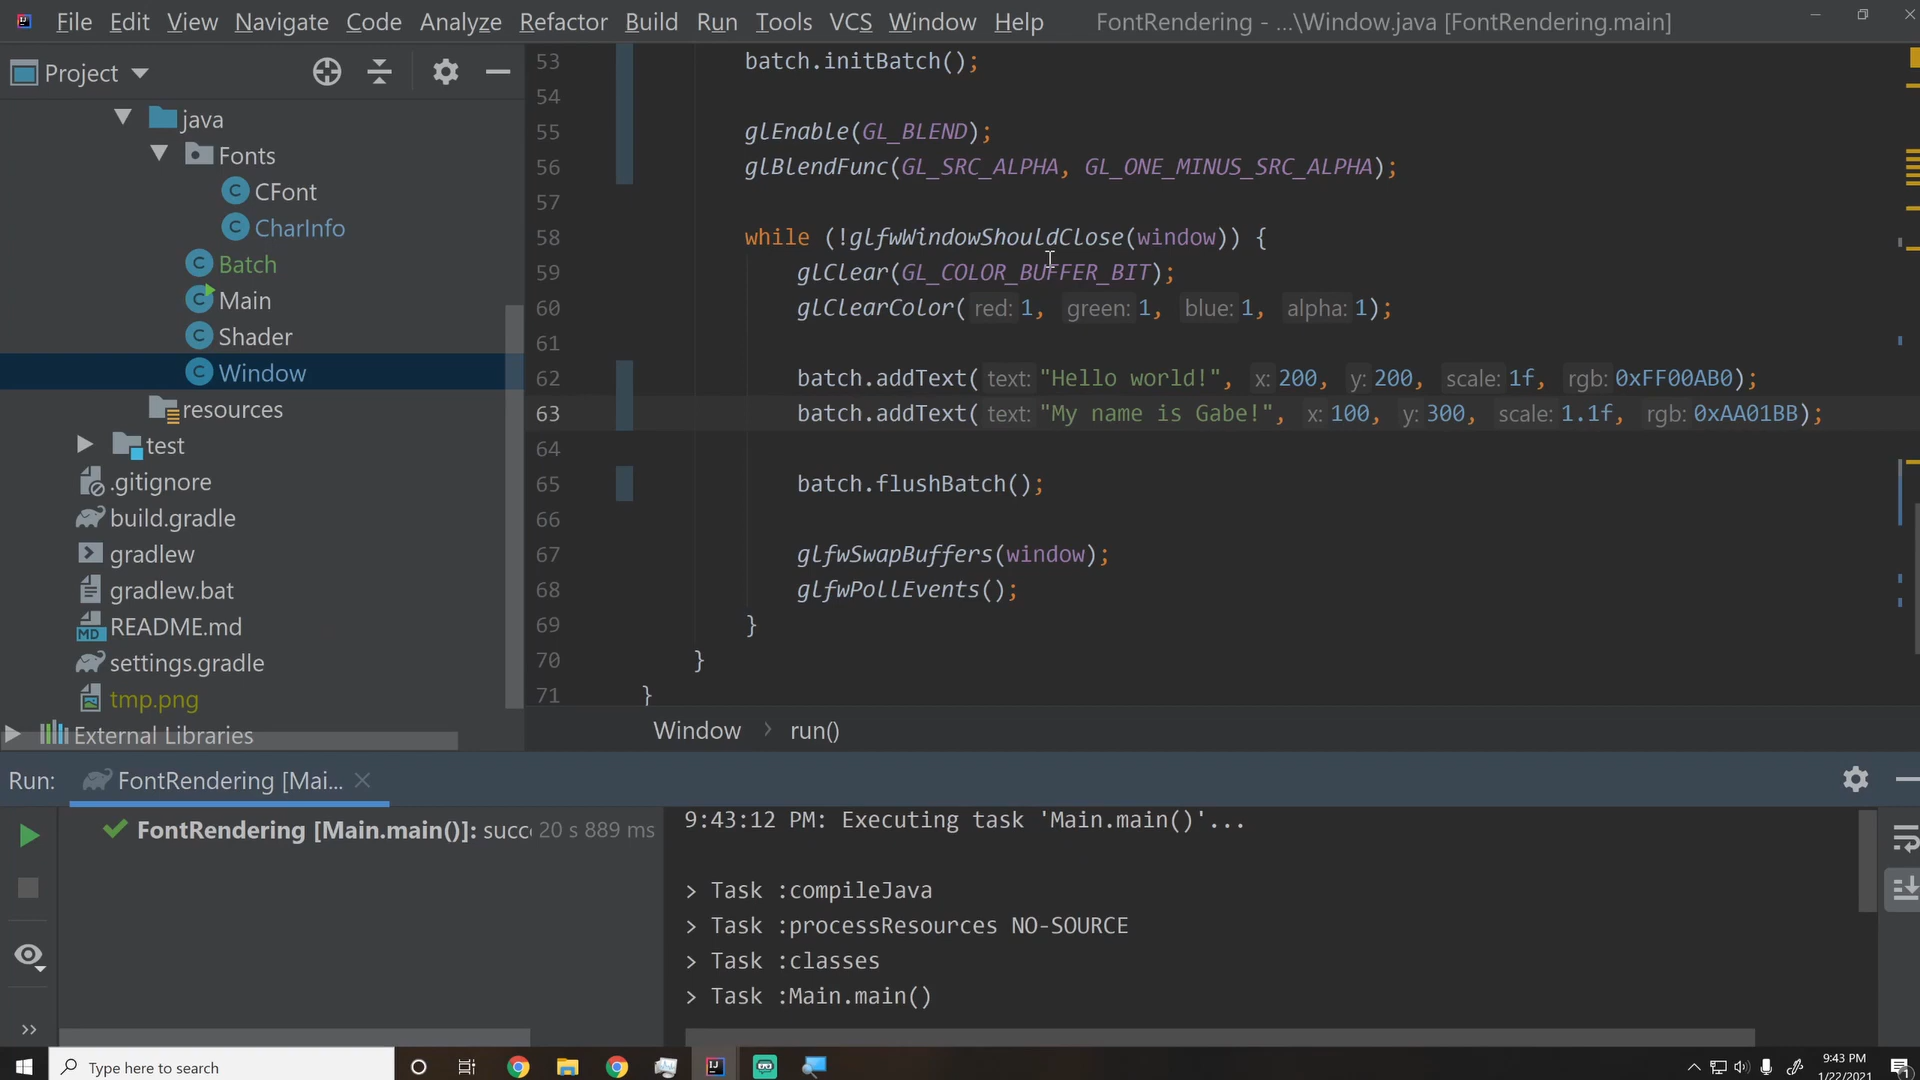 File Edit View Navigate Code Analyze Refactor Build Run Tools VCS Window Help FontRendering - ...\Window.java [FontRendering.main]
Project
java
Fonts
CFont
CharInfo
Batch
Main
Shader
Window
resources
test
.gitignore
build.gradle
gradlew
gradlew.bat
README.md
settings.gradle
tmp.png
External Libraries
53 batch.initBatch();
54
55 glEnable(GL_BLEND);
56 glBlendFunc(GL_SRC_ALPHA, GL_ONE_MINUS_SRC_ALPHA);
57
58 while (!glfwWindowShouldClose(window)) {
59 glClear(GL_COLOR_BUFFER_BIT);
60 glClearColor( red: 1, green: 1, blue: 1, alpha: 1);
61
62 batch.addText( text: "Hello world!", x: 200, y: 200, scale: 1f, rgb: 0xFF00AB0);
63 batch.addText( text: "My name is Gabe!", x: 100, y: 300, scale: 1.1f, rgb: 0xAA01BB);
64
65 batch.flushBatch();
66
67 glfwSwapBuffers(window);
68 glfwPollEvents();
69 }
70 }
71 }
Window › run()
Run: FontRendering [Mai...
FontRendering [Main.main()]: succ 20 s 889 ms
9:43:12 PM: Executing task 'Main.main()'...
> Task :compileJava
> Task :processResources NO-SOURCE
> Task :classes
> Task :Main.main()
Type here to search
9:43 PM
1/22/2021